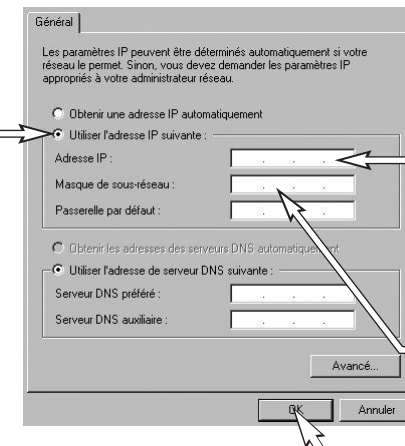 Général
Les paramètres IP peuvent être déterminés automatiquement si votre
réseau le permet. Sinon, vous devez demander les paramètres IP
appropriés à votre administrateur réseau.
Obtenir une adresse IP automatiquement
Utiliser l'adresse IP suivante :
Adresse IP :
Masque de sous-réseau :
Passerelle par défaut :
Obtenir les adresses des serveurs DNS automatiquement
Utiliser l'adresse de serveur DNS suivante :
Serveur DNS préféré :
Serveur DNS auxiliaire :
Avancé...
OK
Annuler